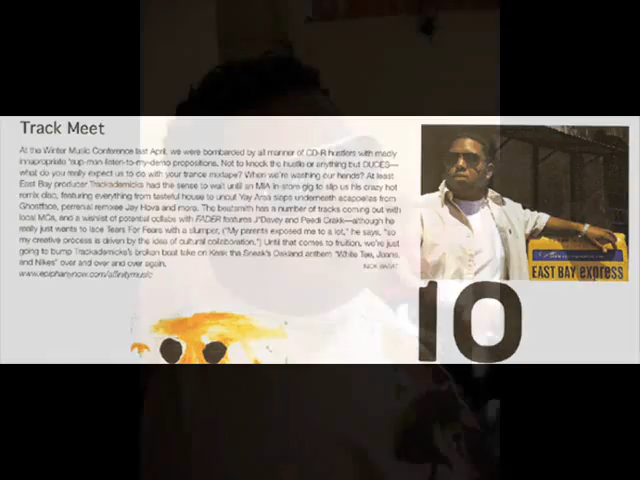 Track Meet
At the Winter Music Conference last April, we were bombarded by all manner of CD-R hustlers with madly
innapropriate "sup-man-listen-to-my-demo propositions. Not to knock the hustle or anything but DUDES—
what do you really expect us to do with your trance mixtape? When we're washing our hands? At least
East Bay producer Trackademicks had the sense to wait until an MIA in-store gig to slip us his crazy hot
remix disc, featuring everything from tasteful house to uncut Yay Area slaps underneath acapellas from
Ghostface, perrenial remixee Jay Hova and more. The beatsmith has a number of tracks coming out with
local MCs, and a wishlist of potential collabs with FADER features J*Davey and Peedi Crakk—although he
really just wants to lace Tears For Fears with a slumper, ("My parents exposed me to a lot," he says, "so
my creative process is driven by the idea of cultural collaboration.") Until that comes to fruition, we're just
going to bump Trackademicks's broken beat take on Keak tha Sneak's Oakland anthem "White Tee, Jeans,
and Nikes" over and over and over again.
NICK BARAT
www.epiphanynow.com/affinitymusic
EAST BAY express
10